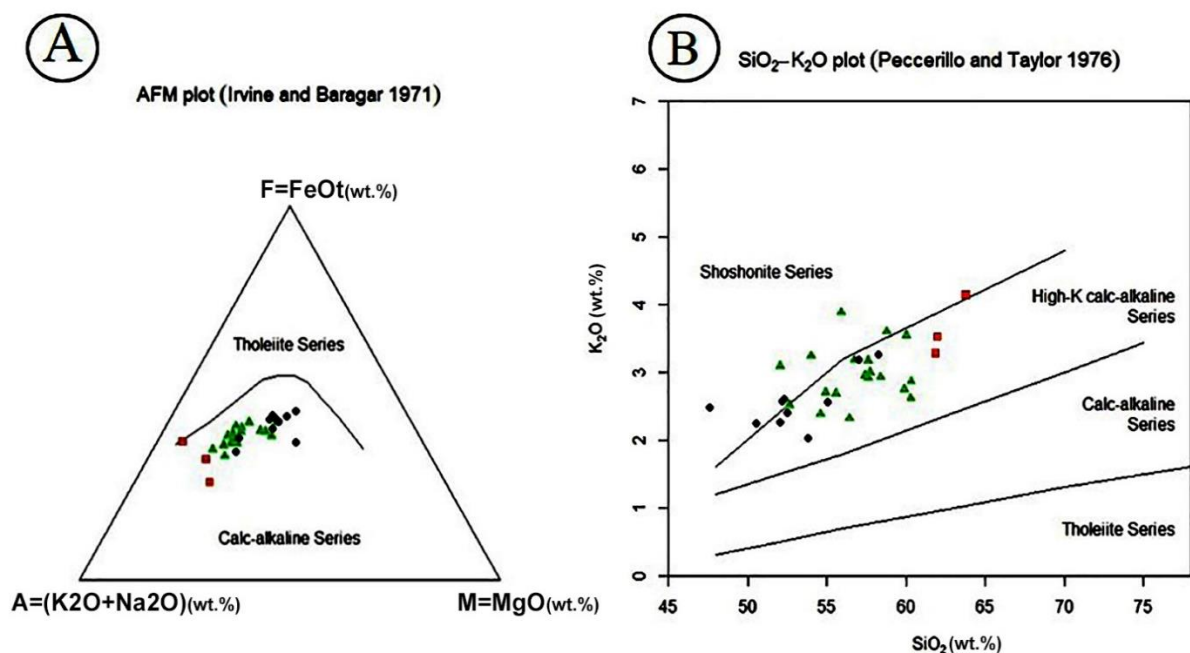 A
AFM plot (Irvine and Baragar 1971)
F=FeOt(wt.%)
Tholeiite Series
Calc-alkaline Series
A=(K2O+Na2O)(wt.%)
M=MgO(wt.%)
B
SiO₂–K₂O plot (Peccerillo and Taylor 1976)
K₂O (wt.%)
7
6
5
4
3
2
1
0
Shoshonite Series
High-K calc-alkaline
Series
Calc-alkaline
Series
Tholeiite Series
45 50 55 60 65 70 75
SiO₂(wt.%)